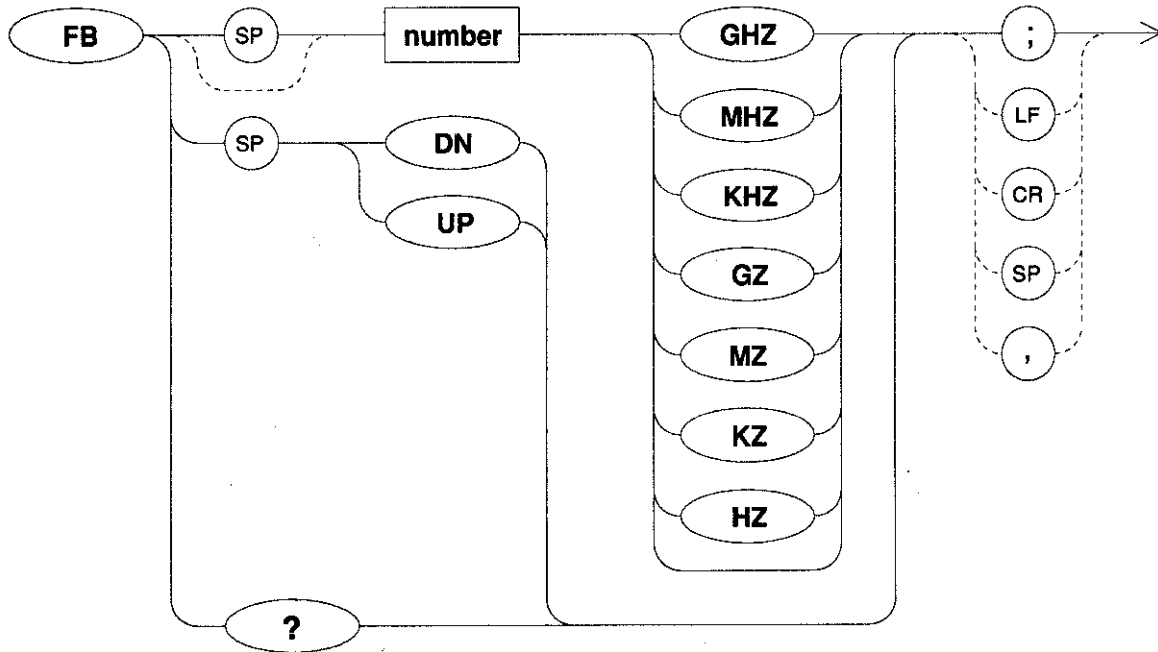 FB SP number GHZ ;
MHZ LF
SP DN
KHZ CR
UP
GZ SP
MZ ,
KZ
HZ
?